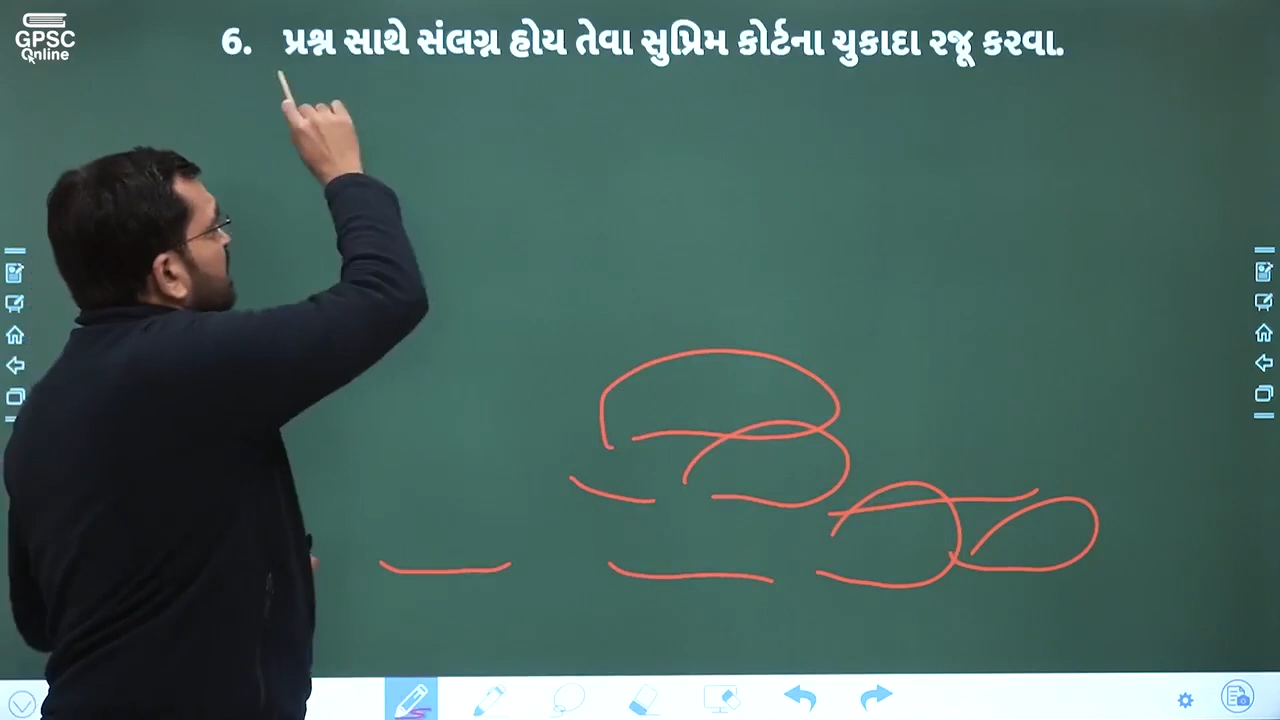 GPSC
Online
6. પ્રશ્ન સાથે સંલગ્ન હોય તેવા સુપ્રિમ કોર્ટના ચુકાદા રજૂ કરવા.